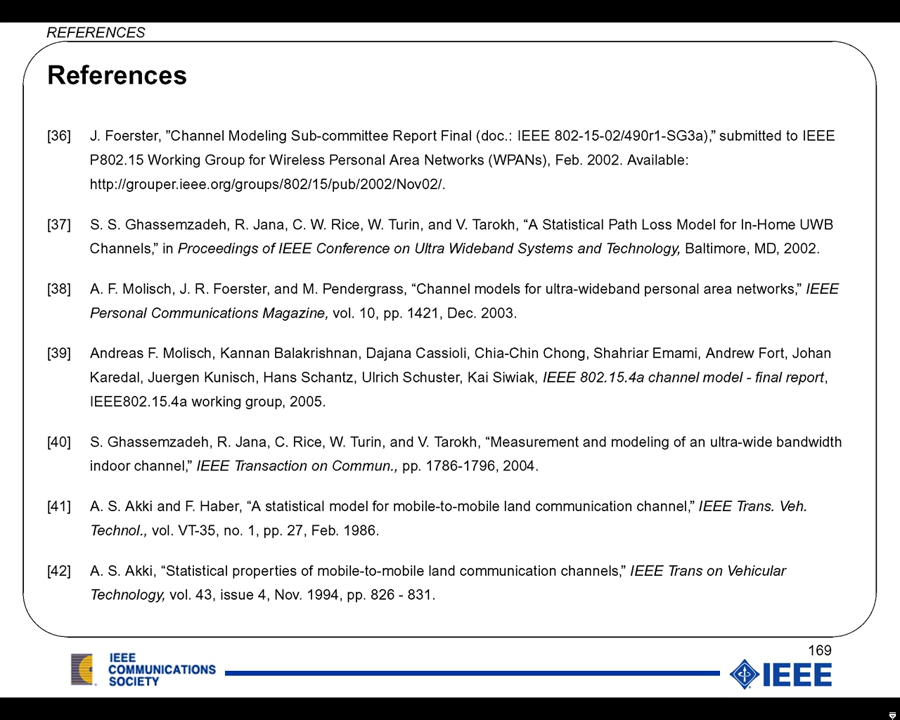 REFERENCES
References
[36] J. Foerster, "Channel Modeling Sub-committee Report Final (doc.: IEEE 802-15-02/490r1-SG3a)," submitted to IEEE
P802.15 Working Group for Wireless Personal Area Networks (WPANs), Feb. 2002. Available:
http://grouper.ieee.org/groups/802/15/pub/2002/Nov02/.
[37] S. S. Ghassemzadeh, R. Jana, C. W. Rice, W. Turin, and V. Tarokh, “A Statistical Path Loss Model for In-Home UWB
Channels,” in Proceedings of IEEE Conference on Ultra Wideband Systems and Technology, Baltimore, MD, 2002.
[38] A. F. Molisch, J. R. Foerster, and M. Pendergrass, “Channel models for ultra-wideband personal area networks,” IEEE
Personal Communications Magazine, vol. 10, pp. 1421, Dec. 2003.
[39] Andreas F. Molisch, Kannan Balakrishnan, Dajana Cassioli, Chia-Chin Chong, Shahriar Emami, Andrew Fort, Johan
Karedal, Juergen Kunisch, Hans Schantz, Ulrich Schuster, Kai Siwiak, IEEE 802.15.4a channel model - final report,
IEEE802.15.4a working group, 2005.
[40] S. Ghassemzadeh, R. Jana, C. Rice, W. Turin, and V. Tarokh, “Measurement and modeling of an ultra-wide bandwidth
indoor channel,” IEEE Transaction on Commun., pp. 1786-1796, 2004.
[41] A. S. Akki and F. Haber, “A statistical model for mobile-to-mobile land communication channel,” IEEE Trans. Veh.
Technol., vol. VT-35, no. 1, pp. 27, Feb. 1986.
[42] A. S. Akki, “Statistical properties of mobile-to-mobile land communication channels,” IEEE Trans on Vehicular
Technology, vol. 43, issue 4, Nov. 1994, pp. 826 - 831.
169
IEEE
COMMUNICATIONS
SOCIETY
IEEE